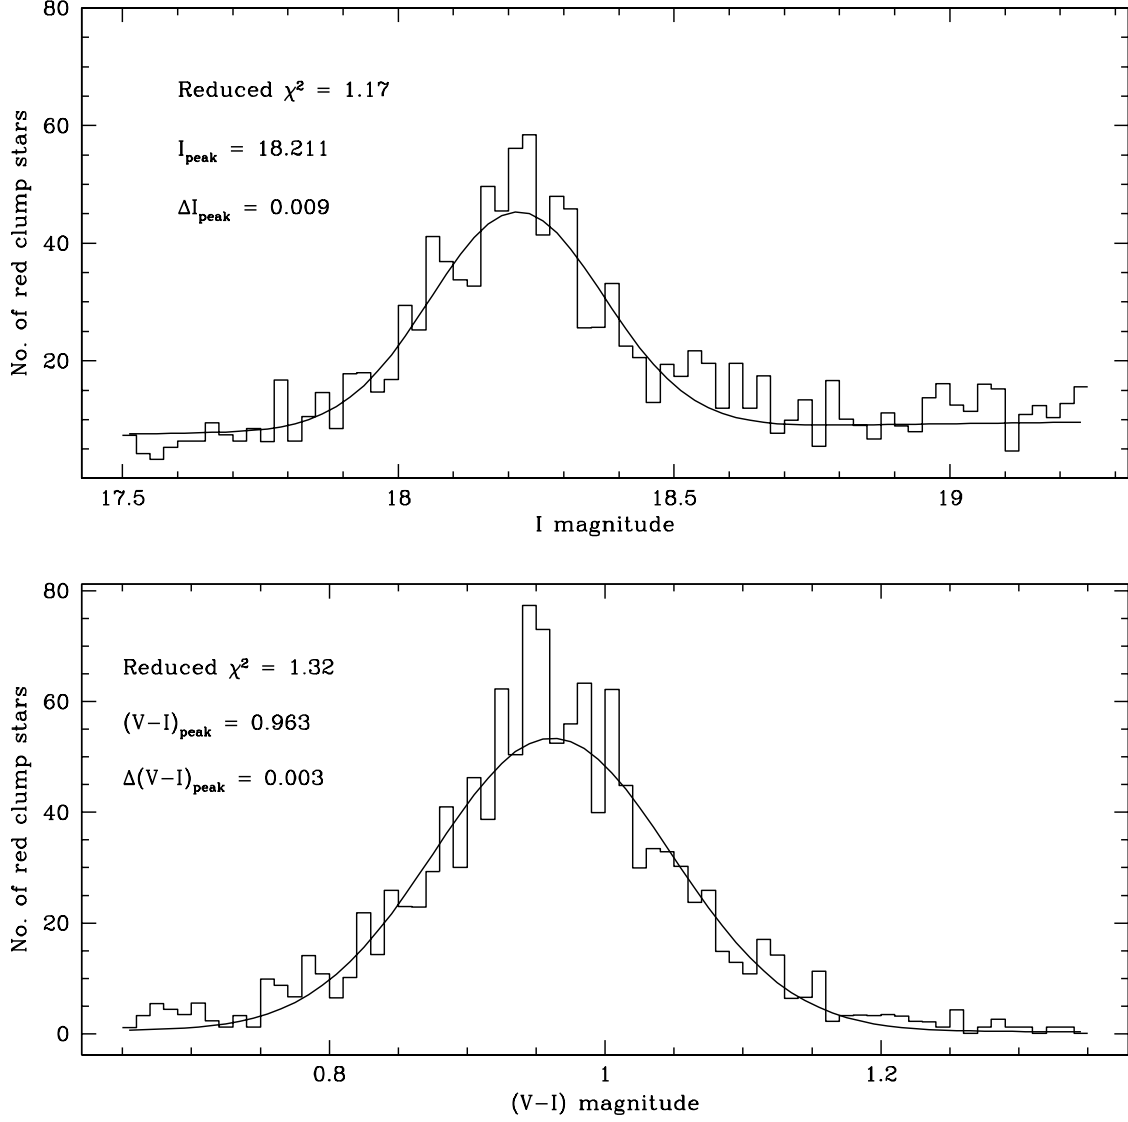 80
60
40
20
No. of red clump stars
Reduced χ² = 1.17
I_peak = 18.211
ΔI_peak = 0.009
17.5 18 18.5 19
I magnitude
80
60
40
20
0
No. of red clump stars
Reduced χ² = 1.32
(V−I)_peak = 0.963
Δ(V−I)_peak = 0.003
0.8 1 1.2
(V−I) magnitude